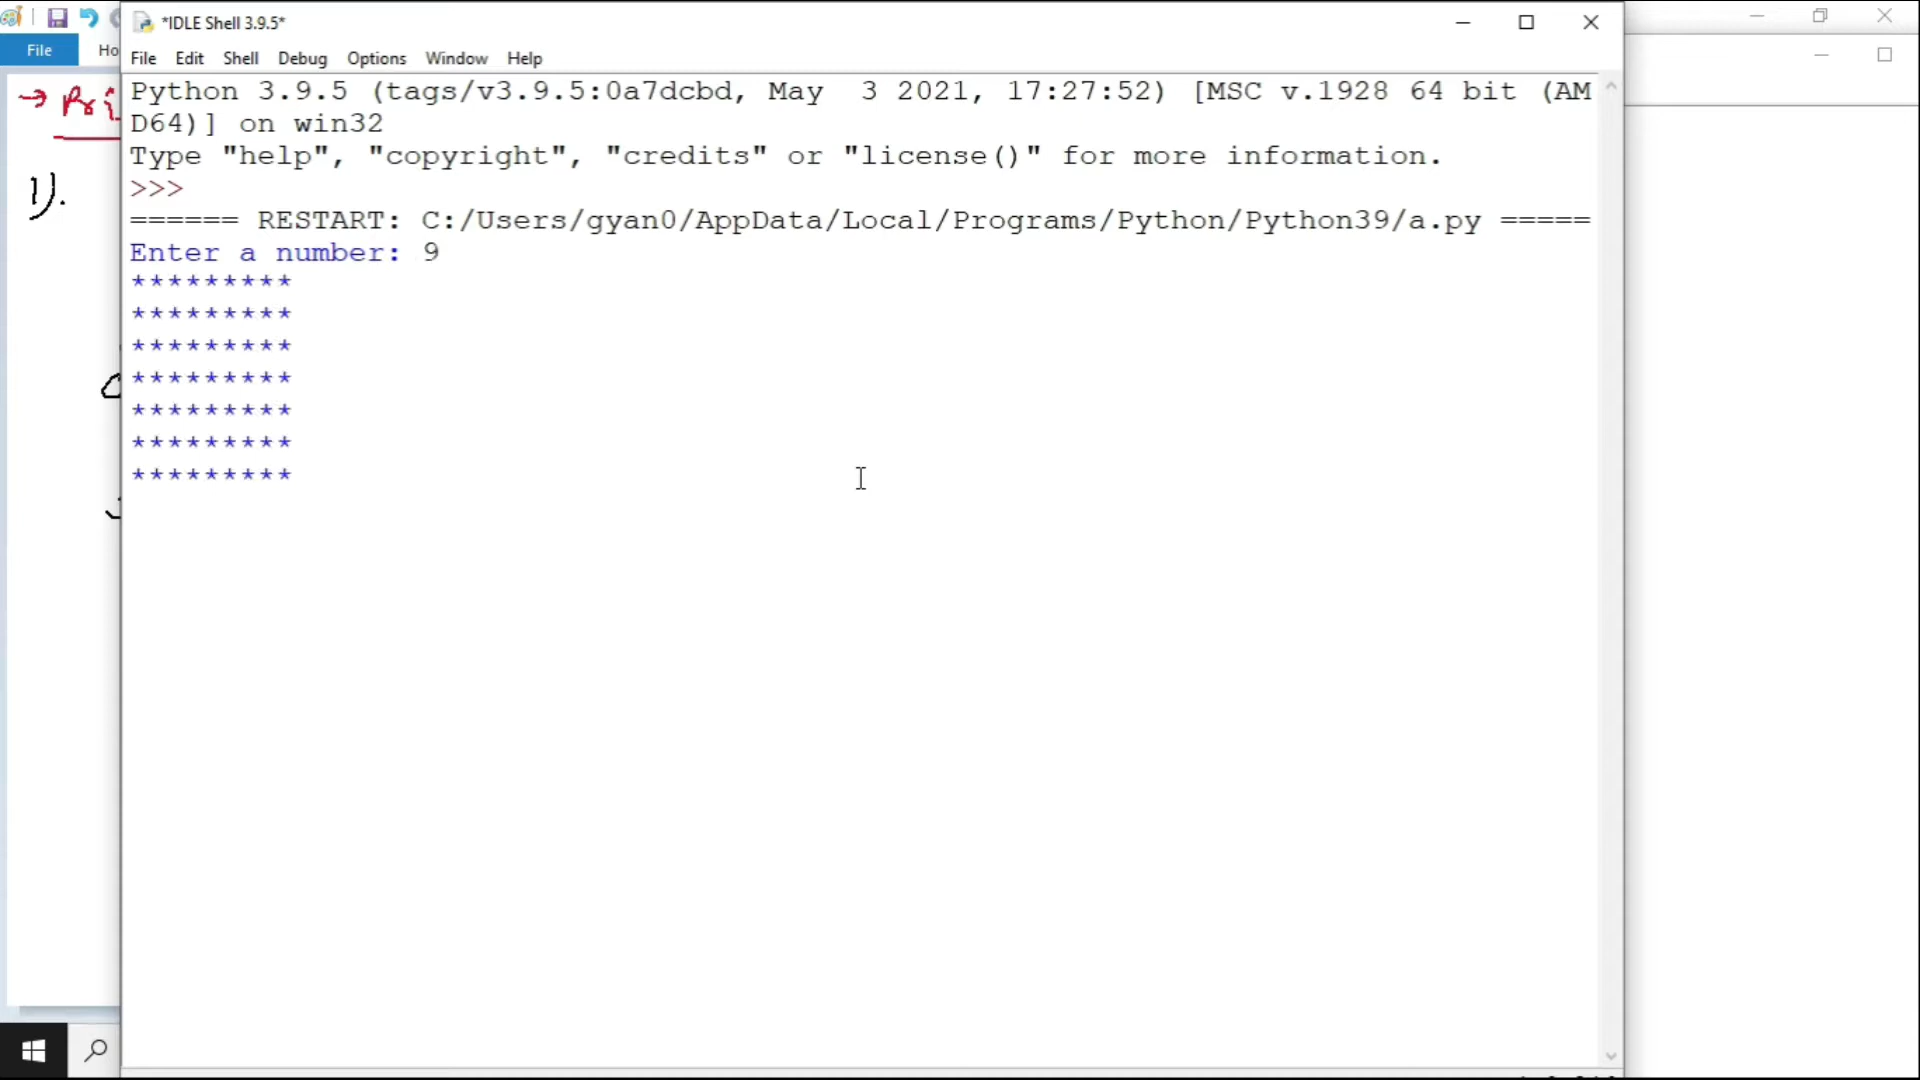 *IDLE Shell 3.9.5*
File Edit Shell Debug Options Window Help
File Ho
Python 3.9.5 (tags/v3.9.5:0a7dcbd, May  3 2021, 17:27:52) [MSC v.1928 64 bit (AM
D64)] on win32
Type "help", "copyright", "credits" or "license()" for more information.
>>>
====== RESTART: C:/Users/gyan0/AppData/Local/Programs/Python/Python39/a.py =====
Enter a number: 9
*********
*********
*********
*********
*********
*********
*********
→ Pri
1).